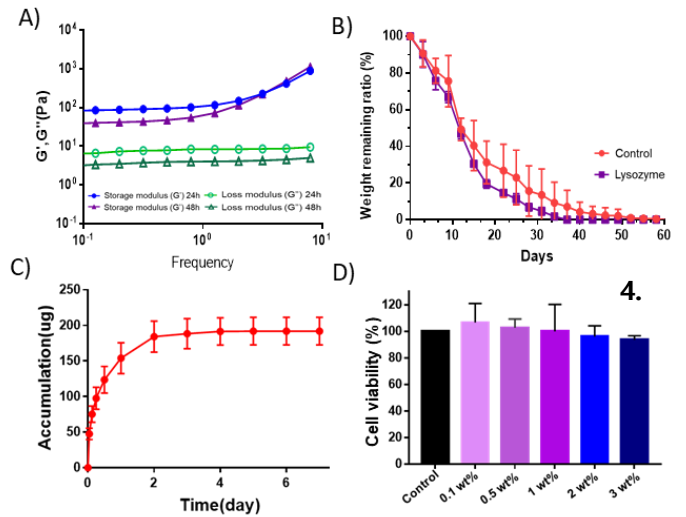 A)
G',G''(Pa)
10⁴
10³
10²
10¹
10⁰
10⁻¹
Storage modulus (G') 24h
Loss modulus (G'') 24h
Storage modulus (G') 48h
Loss modulus (G'') 48h
10⁻¹
10⁰
10¹
Frequency
B)
Weight remaining ratio (%)
100
80
60
40
20
0
Control
Lysozyme
0
10
20
30
40
50
60
Days
C)
Accumulation(ug)
250
200
150
100
50
0
0
2
4
6
Time(day)
D)
4.
Cell viability (%)
120
100
80
60
40
20
0
Control
0.1 wt%
0.5 wt%
1 wt%
2 wt%
3 wt%